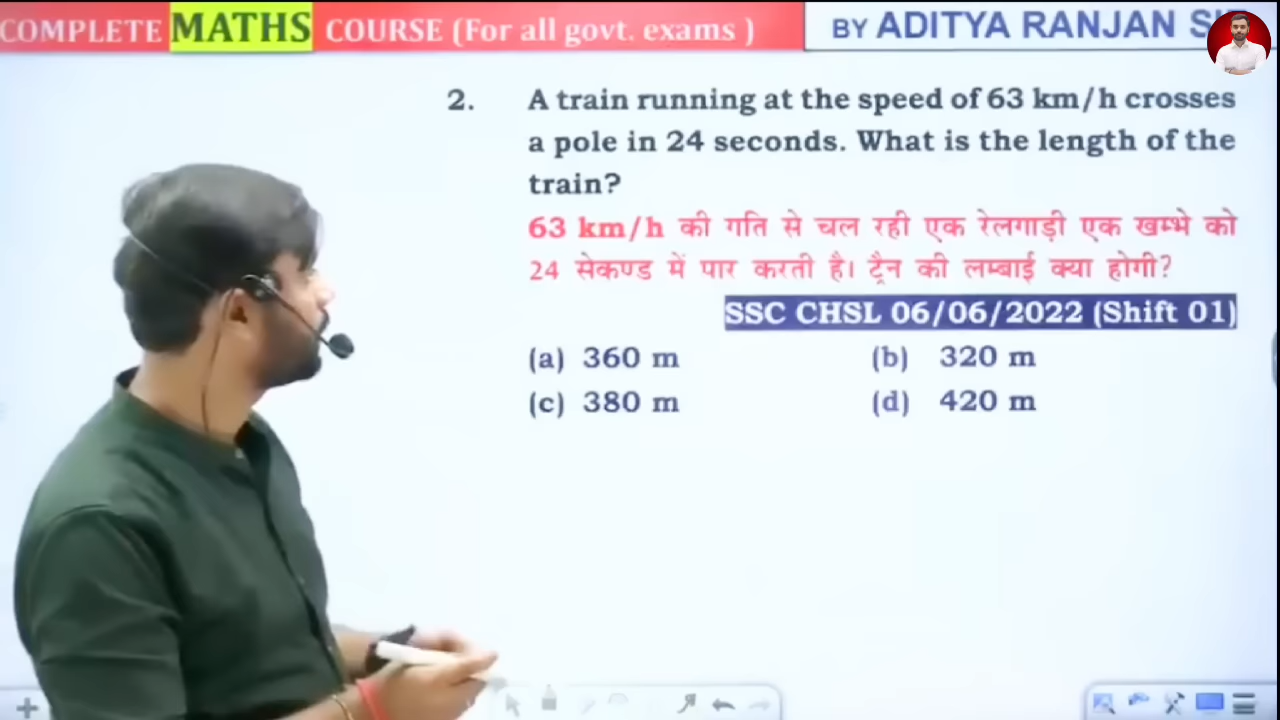 COMPLETE MATHS COURSE (For all govt. exams )
BY ADITYA RANJAN
2. A train running at the speed of 63 km/h crosses
a pole in 24 seconds. What is the length of the
train?
63 km/h की गति से चल रही एक रेलगाड़ी एक खम्भे को
24 सेकण्ड में पार करती है। ट्रैन की लम्बाई क्या होगी?
SSC CHSL 06/06/2022 (Shift 01)
(a) 360 m (b) 320 m
(c) 380 m (d) 420 m